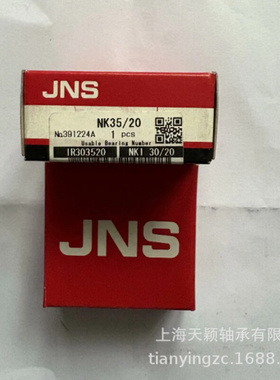 JNS
NK35/20
No391224A 1 pcs
Usable Bearing Number
IR303520 NKI 30/20
JNS
上海天颖轴承有限
tianyingzc.1688.